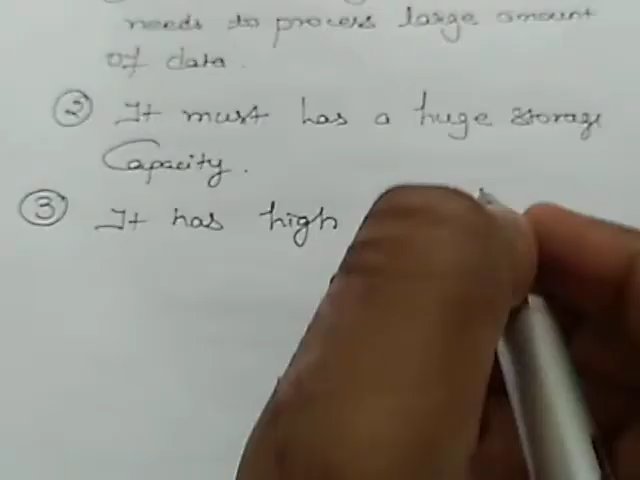 needs to process large amount
of data.
② It must has a huge storage
Capacity.
③ It has high